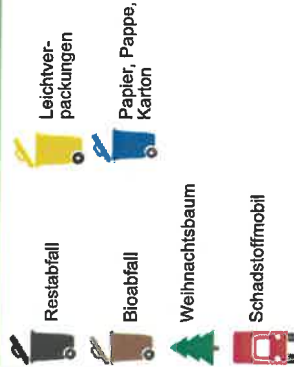 Restabfall
Bioabfall
Weihnachtsbaum
Schadstoffmobil
Leichtver-
packungen
Papier, Pappe,
Karton